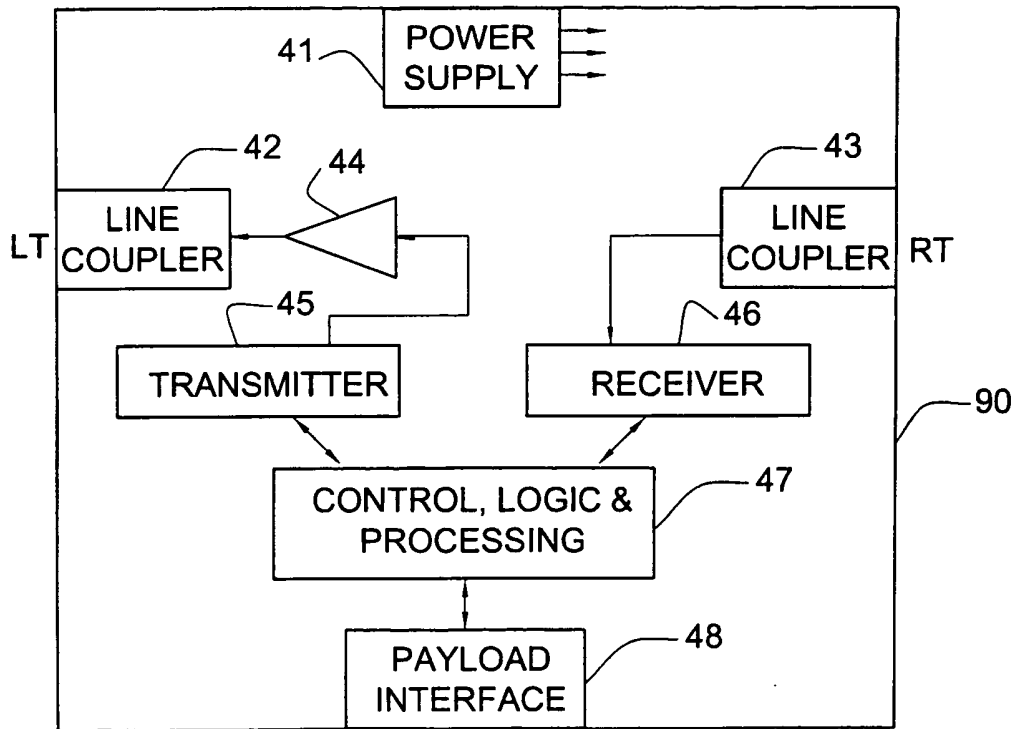 41
POWER
SUPPLY
42
44
43
LT
LINE
COUPLER
LINE
COUPLER
RT
45
46
TRANSMITTER
RECEIVER
90
CONTROL, LOGIC &
PROCESSING
47
PAYLOAD
INTERFACE
48